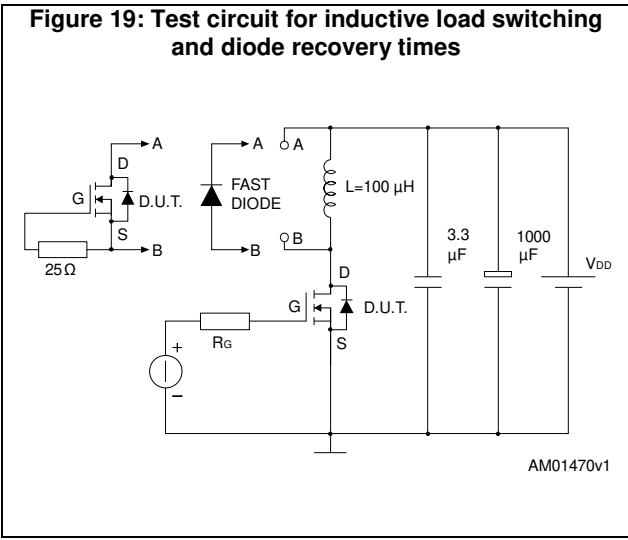 Figure 19: Test circuit for inductive load switching
and diode recovery times
A
D
G
D.U.T.
S
B
25Ω
A
FAST
DIODE
B
A
L=100 µH
B
D
G
D.U.T.
S
RG
+
−
3.3
µF
1000
µF
VDD
AM01470v1